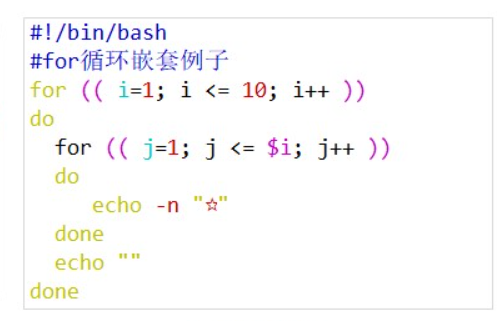 #!/bin/bash
#for循环嵌套例子
for (( i=1; i <= 10; i++ ))
do
  for (( j=1; j <= $i; j++ ))
  do
     echo -n "☆"
  done
  echo ""
done